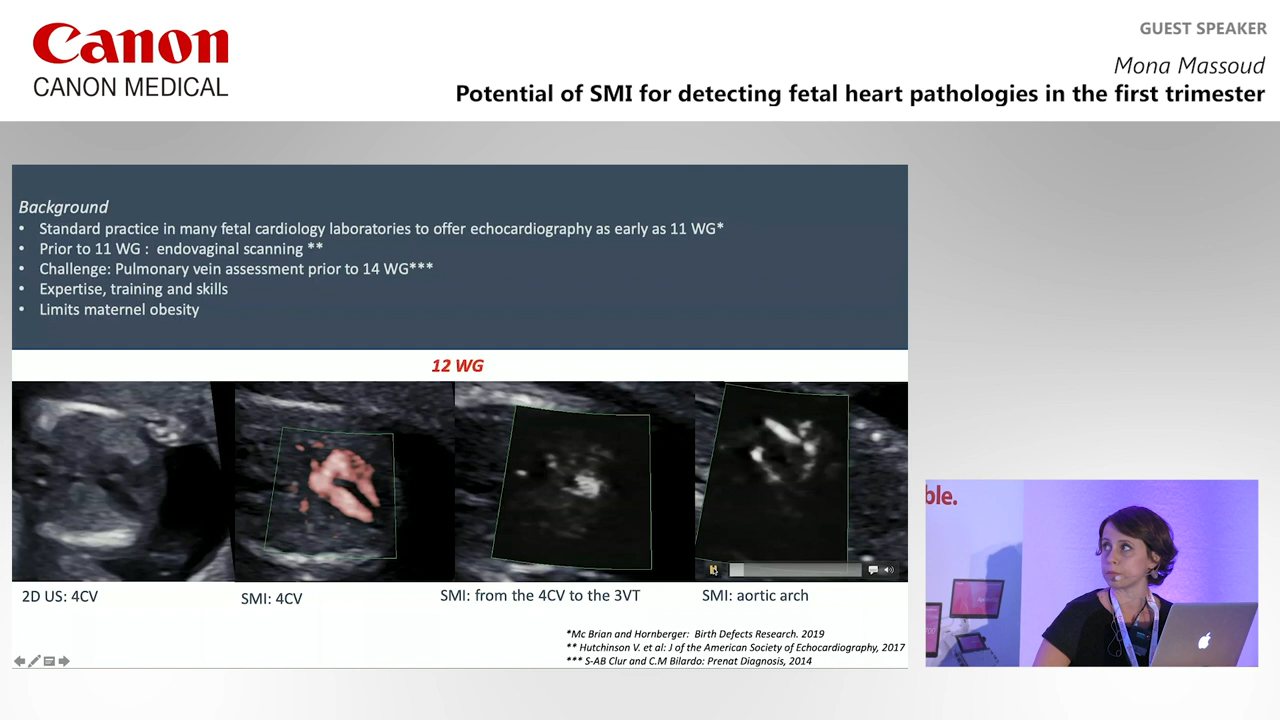 Canon
CANON MEDICAL
GUEST SPEAKER
Mona Massoud
Potential of SMI for detecting fetal heart pathologies in the first trimester
Background
• Standard practice in many fetal cardiology laboratories to offer echocardiography as early as 11 WG*
• Prior to 11 WG : endovaginal scanning **
• Challenge: Pulmonary vein assessment prior to 14 WG***
• Expertise, training and skills
• Limits maternel obesity
12 WG
2D US: 4CV
SMI: 4CV
SMI: from the 4CV to the 3VT
SMI: aortic arch
*Mc Brian and Hornberger: Birth Defects Research. 2019
** Hutchinson V. et al: J of the American Society of Echocardiography, 2017
*** S-AB Clur and C.M Bilardo: Prenat Diagnosis, 2014
ble.